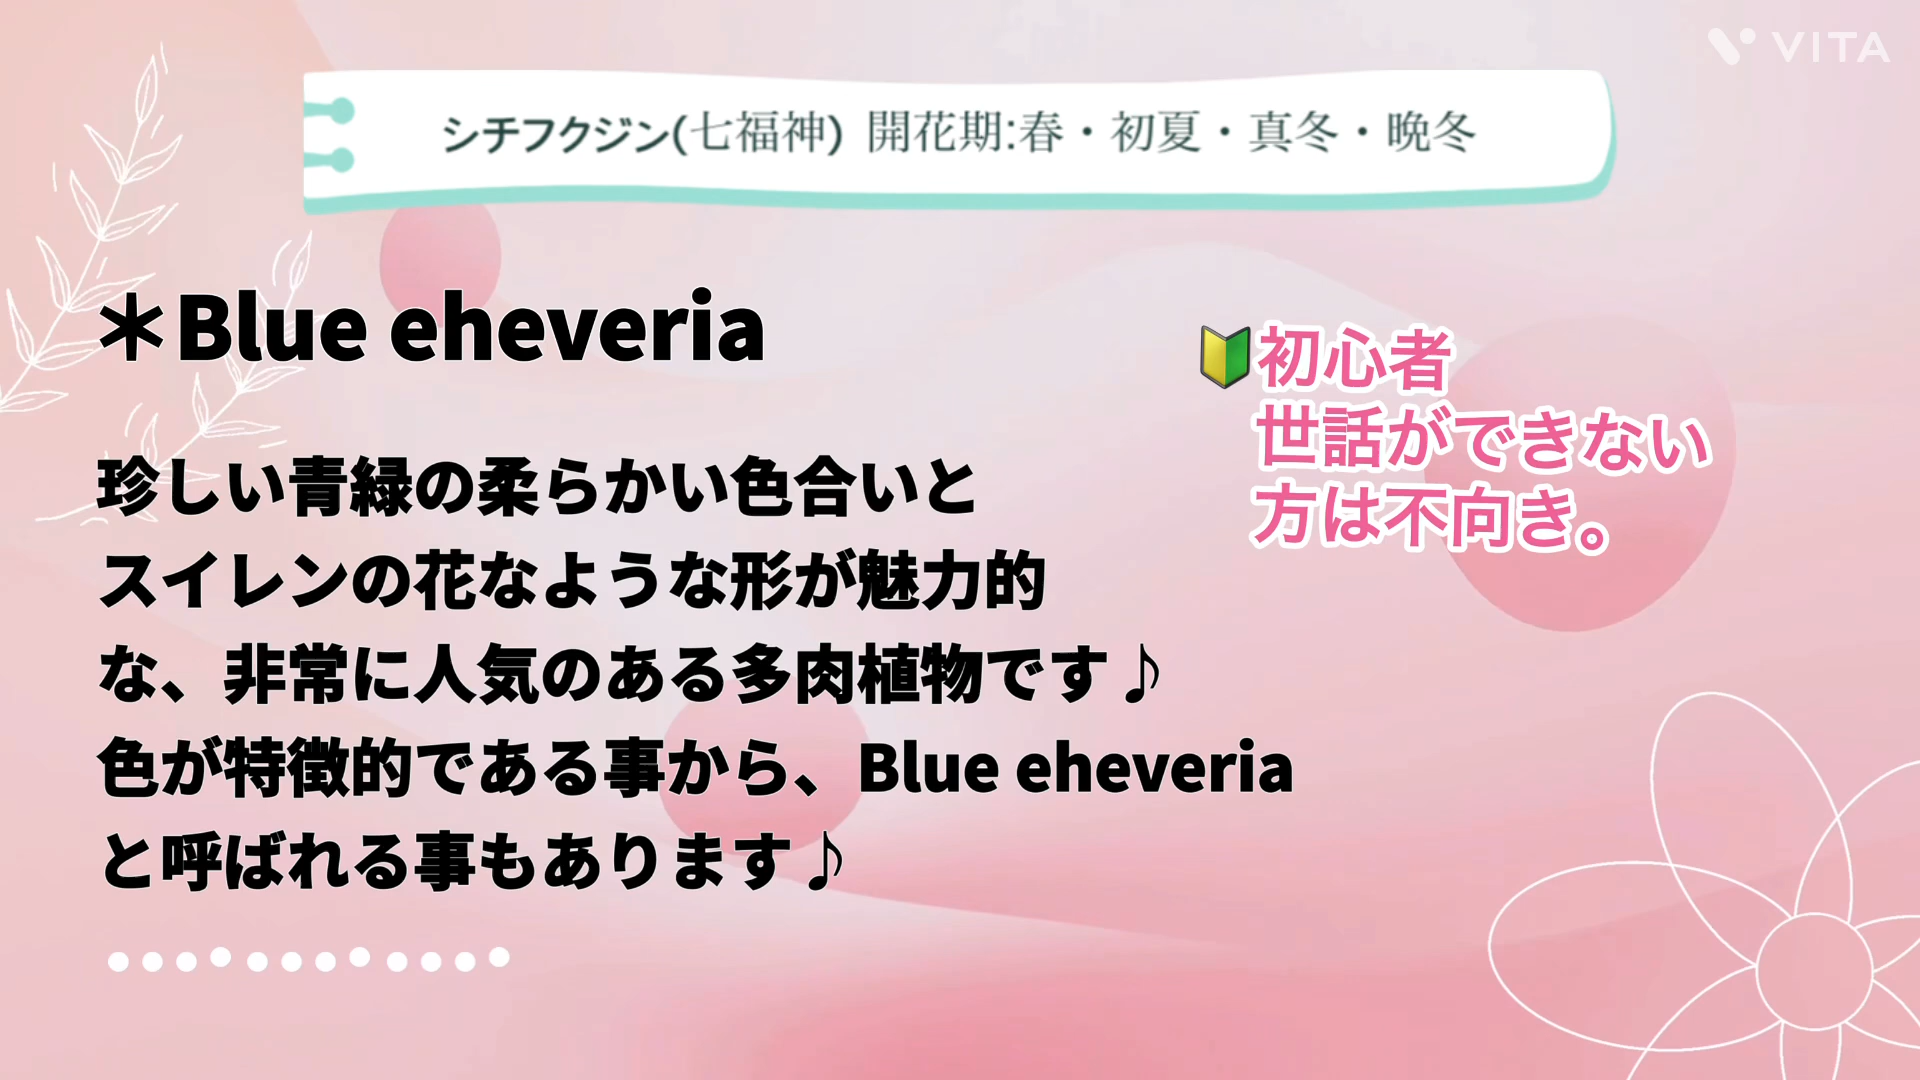 VITA
シチフクジン(七福神) 開花期:春・初夏・真冬・晩冬
＊Blue eheveria
🔰初心者
世話ができない
方は不向き。
珍しい青緑の柔らかい色合いと
スイレンの花なような形が魅力的
な、非常に人気のある多肉植物です♪
色が特徴的である事から、Blue eheveria
と呼ばれる事もあります♪